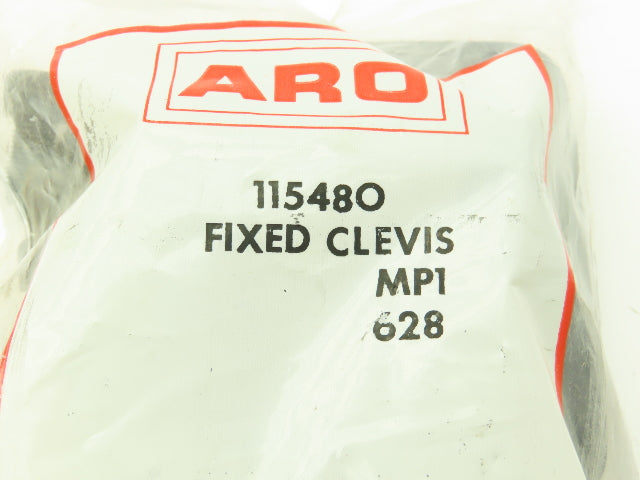 ARO
115480
FIXED CLEVIS
MP1
628